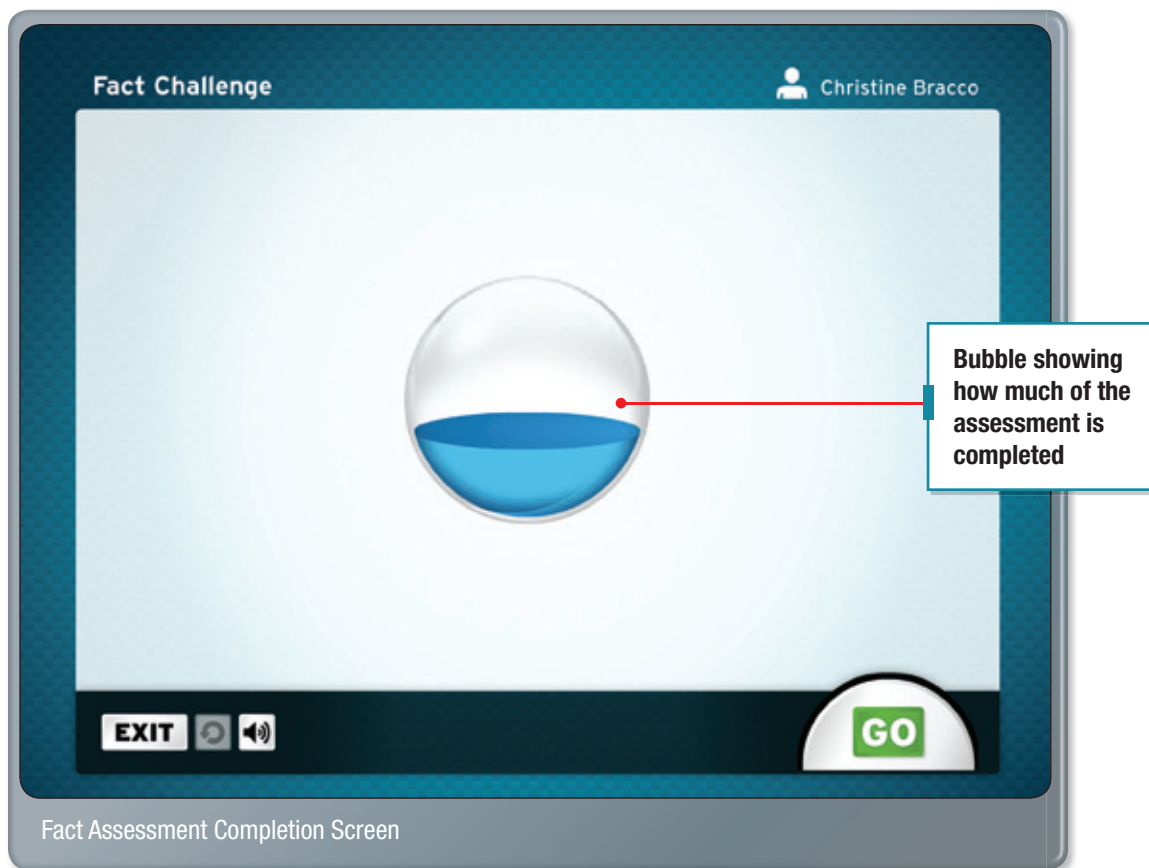 Fact Challenge
Christine Bracco
Bubble showing
how much of the
assessment is
completed
EXIT
GO
Fact Assessment Completion Screen